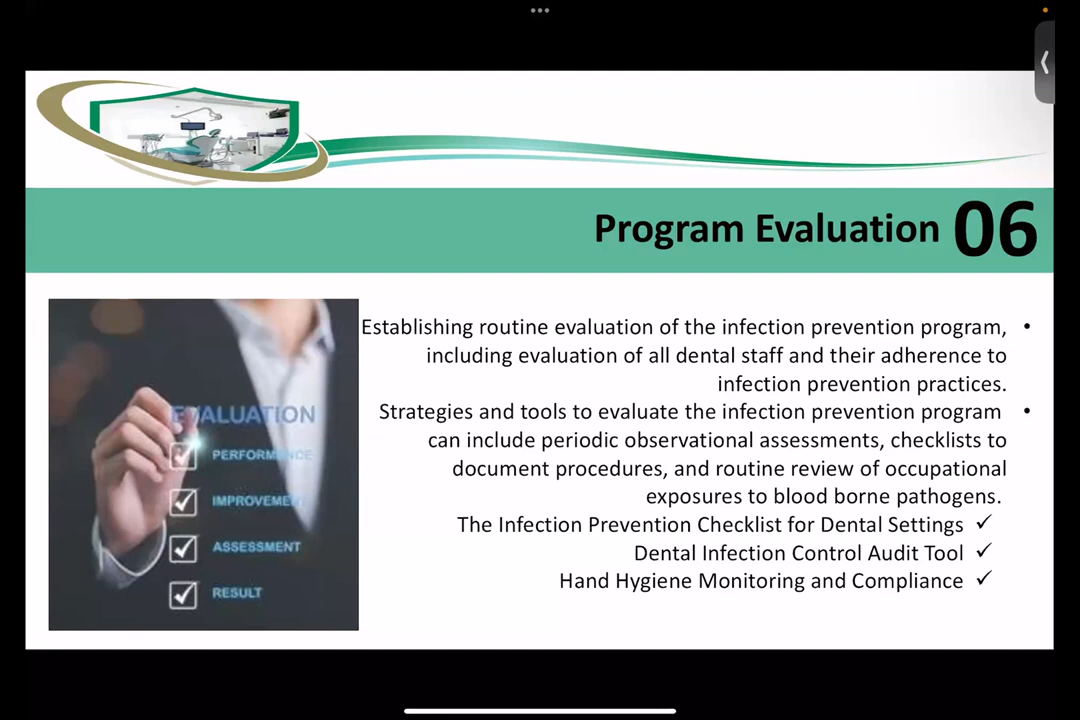 Program Evaluation 06
EVALUATION
PERFORMANCE
IMPROVEMENT
ASSESSMENT
RESULT
Establishing routine evaluation of the infection prevention program,
including evaluation of all dental staff and their adherence to
infection prevention practices.
Strategies and tools to evaluate the infection prevention program
can include periodic observational assessments, checklists to
document procedures, and routine review of occupational
exposures to blood borne pathogens.
The Infection Prevention Checklist for Dental Settings
Dental Infection Control Audit Tool
Hand Hygiene Monitoring and Compliance